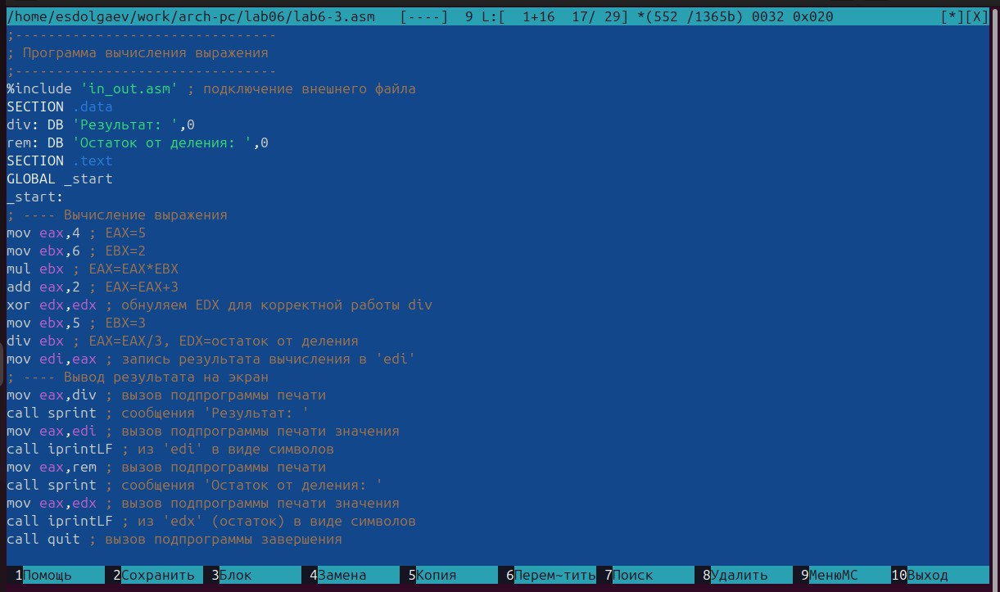 /home/esdolgaev/work/arch-pc/lab06/lab6-3.asm   [----]  9 L:[  1+16  17/ 29] *(552 /1365b) 0032 0x020             [*][X]
;--------------------------------
; Программа вычисления выражения
;--------------------------------
%include 'in_out.asm' ; подключение внешнего файла
SECTION .data
div: DB 'Результат: ',0
rem: DB 'Остаток от деления: ',0
SECTION .text
GLOBAL _start
_start:
; ---- Вычисление выражения
mov eax,4 ; EAX=5
mov ebx,6 ; EBX=2
mul ebx ; EAX=EAX*EBX
add eax,2 ; EAX=EAX+3
xor edx,edx ; обнуляем EDX для корректной работы div
mov ebx,5 ; EBX=3
div ebx ; EAX=EAX/3, EDX=остаток от деления
mov edi,eax ; запись результата вычисления в 'edi'
; ---- Вывод результата на экран
mov eax,div ; вызов подпрограммы печати
call sprint ; сообщения 'Результат: '
mov eax,edi ; вызов подпрограммы печати значения
call iprintLF ; из 'edi' в виде символов
mov eax,rem ; вызов подпрограммы печати
call sprint ; сообщения 'Остаток от деления: '
mov eax,edx ; вызов подпрограммы печати значения
call iprintLF ; из 'edx' (остаток) в виде символов
call quit ; вызов подпрограммы завершения
1Помощь 2Сохранить 3Блок 4Замена 5Копия 6Перем~тить 7Поиск 8Удалить 9МенюMC 10Выход